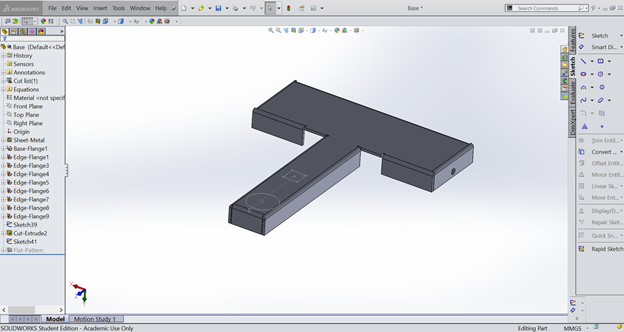 SOLIDWORKS File Edit View Insert Tools Window Help Base * Search Commands
Base (Default<<Def
History
Sensors
Annotations
Cut list(1)
Equations
Material <not specif
Front Plane
Top Plane
Right Plane
Origin
Sheet-Metal
Base-Flange1
Edge-Flange1
Edge-Flange3
Edge-Flange4
Edge-Flange5
Edge-Flange6
Edge-Flange7
Edge-Flange8
Edge-Flange9
Sketch39
Cut-Extrude2
Sketch41
Flat-Pattern
Features
Sketch
Evaluate
DimXpert
Sketch
Smart Di...
Trim Entit...
Convert ...
Offset Entit...
Mirror Entit...
Linear Sk...
Move Ent...
Display/D...
Repair Sket...
Quick Sn...
Rapid Sketch
Model Motion Study 1
SOLIDWORKS Student Edition - Academic Use Only Editing Part MMGS